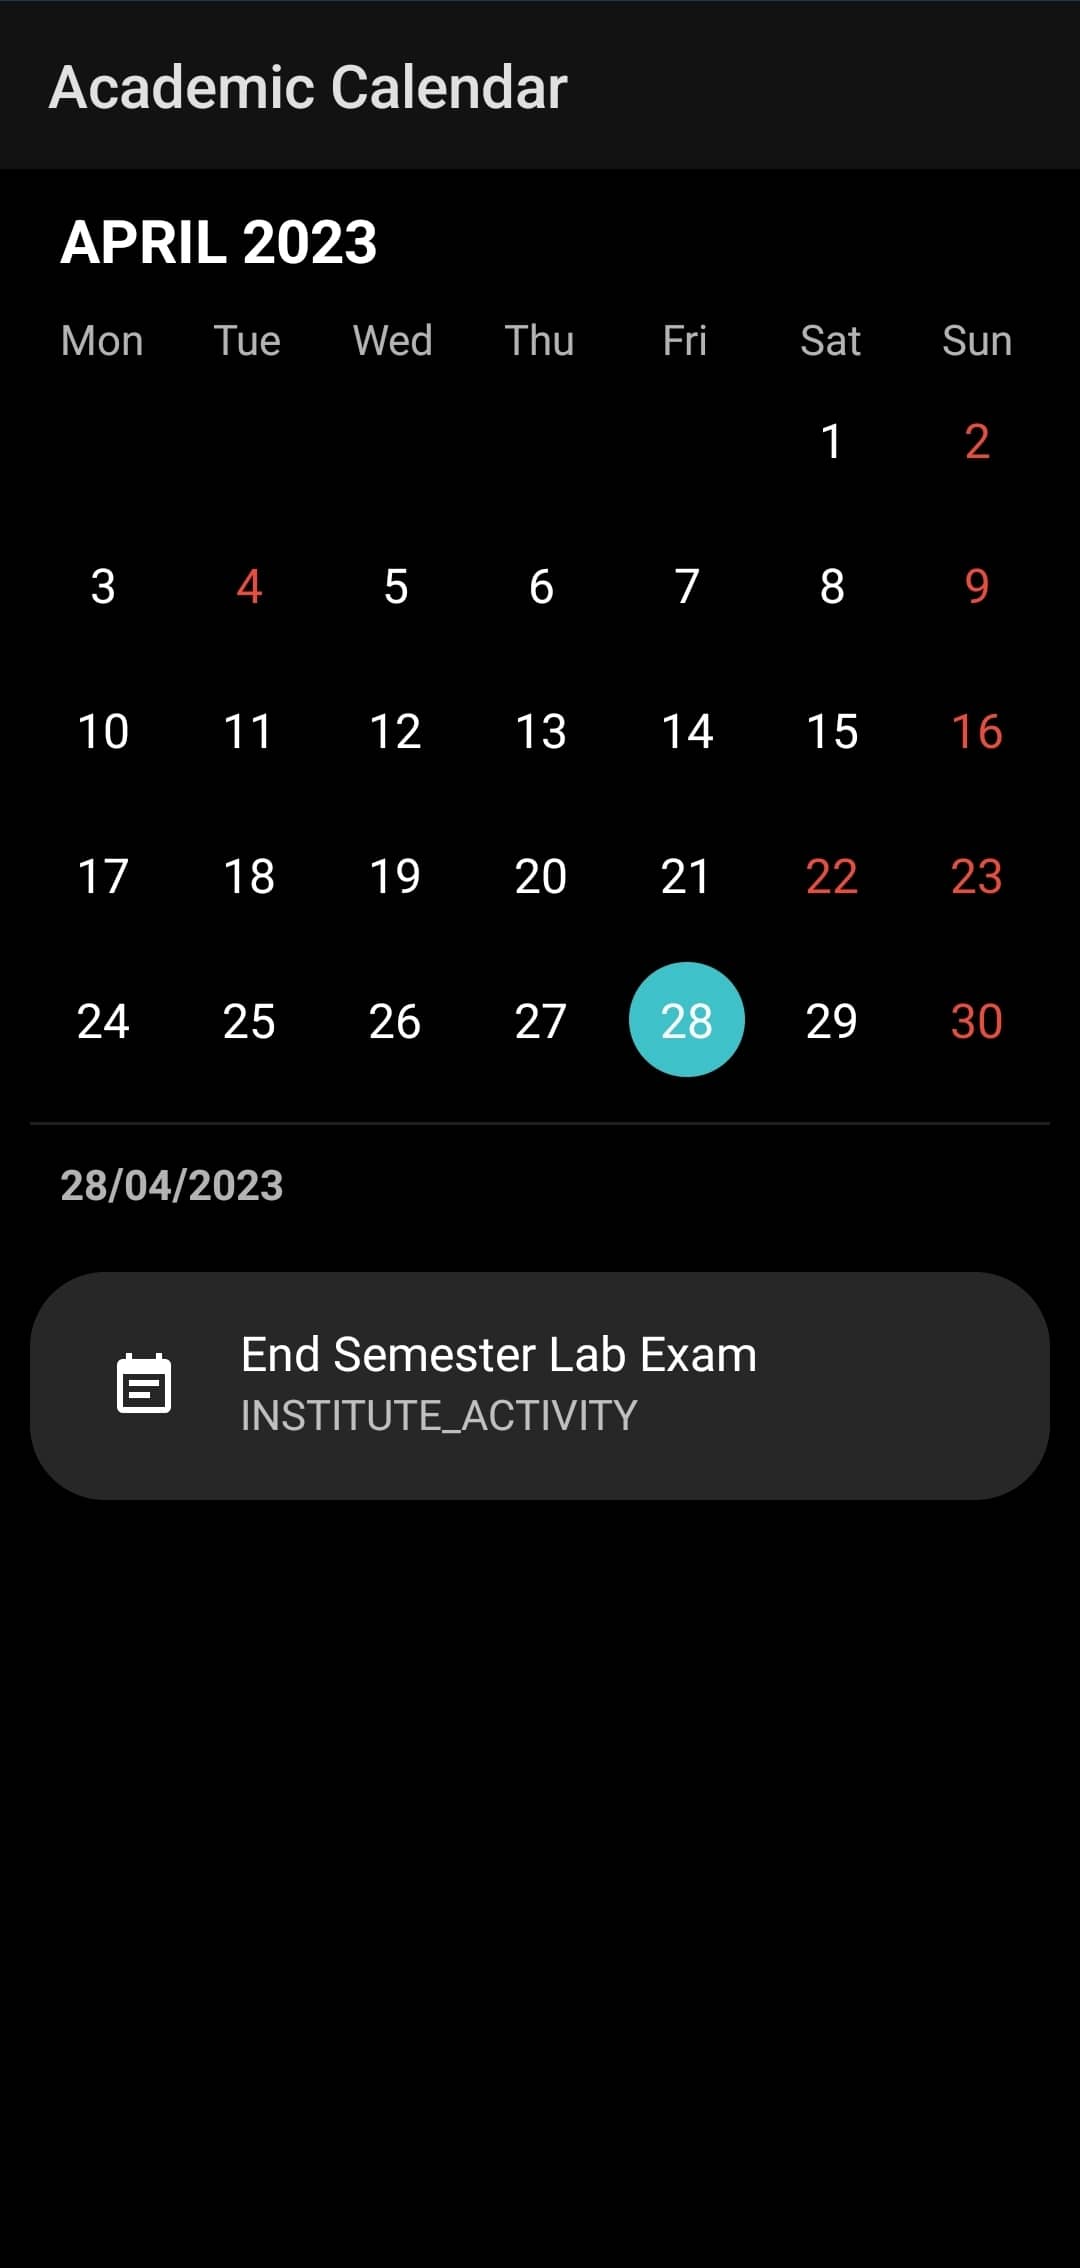 Academic Calendar
APRIL 2023
Mon Tue Wed Thu Fri Sat Sun
1 2
3 4 5 6 7 8 9
10 11 12 13 14 15 16
17 18 19 20 21 22 23
24 25 26 27 28 29 30
28/04/2023
End Semester Lab Exam
INSTITUTE_ACTIVITY